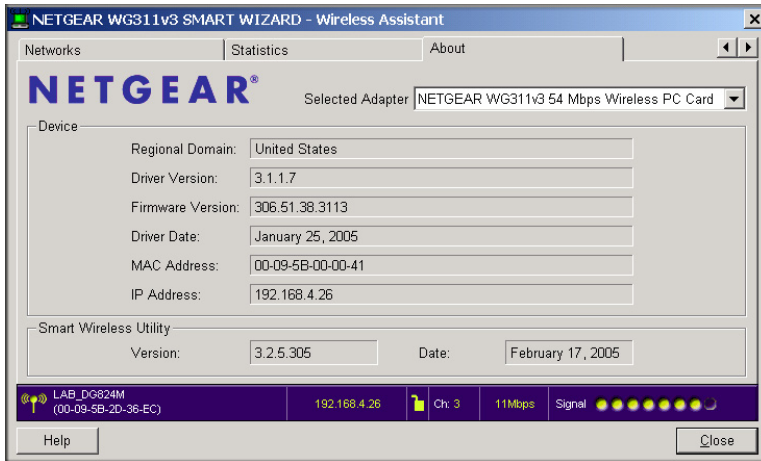 NETGEAR WG311v3 SMART WIZARD - Wireless Assistant
Networks Statistics About
NETGEAR®
Selected Adapter NETGEAR WG311v3 54 Mbps Wireless PC Card
Device
Regional Domain: United States
Driver Version: 3.1.1.7
Firmware Version: 306.51.38.3113
Driver Date: January 25, 2005
MAC Address: 00-09-5B-00-00-41
IP Address: 192.168.4.26
Smart Wireless Utility
Version: 3.2.5.305 Date: February 17, 2005
LAB_DG824M
(00-09-5B-2D-36-EC) 192.168.4.26 Ch: 3 11Mbps Signal
Help Close